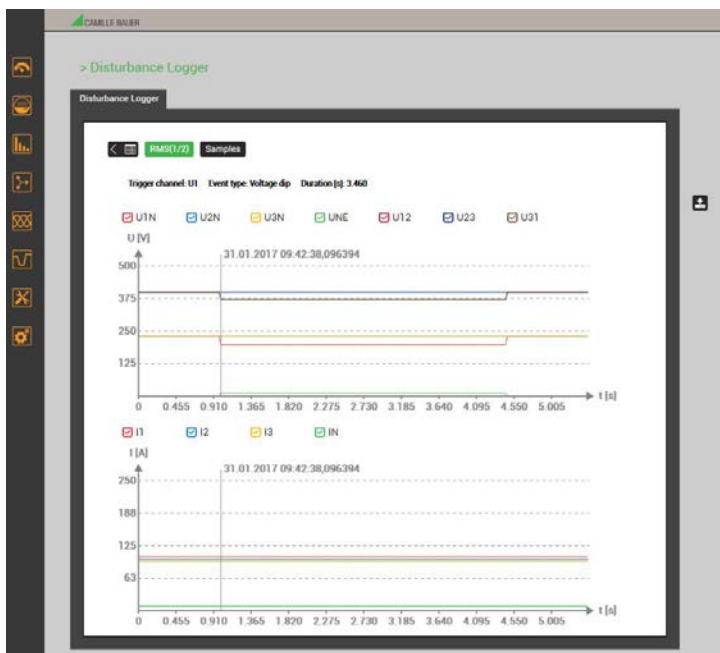 CAMILLE BAUER
> Disturbance Logger
Disturbance Logger
RMS(1/2) Samples
Trigger channel: U1 Event type: Voltage dip Duration [s]: 3.460
U1N U2N U3N UNE U12 U23 U31
U [V]
31.01.2017 09:42:38,096394
500
375
250
125
t [s]
0 0.455 0.910 1.365 1.820 2.275 2.730 3.185 3.640 4.095 4.550 5.005
I1 I2 I3 IN
I [A]
31.01.2017 09:42:38,096394
250
188
125
63
t [s]
0 0.455 0.910 1.365 1.820 2.275 2.730 3.185 3.640 4.095 4.550 5.005